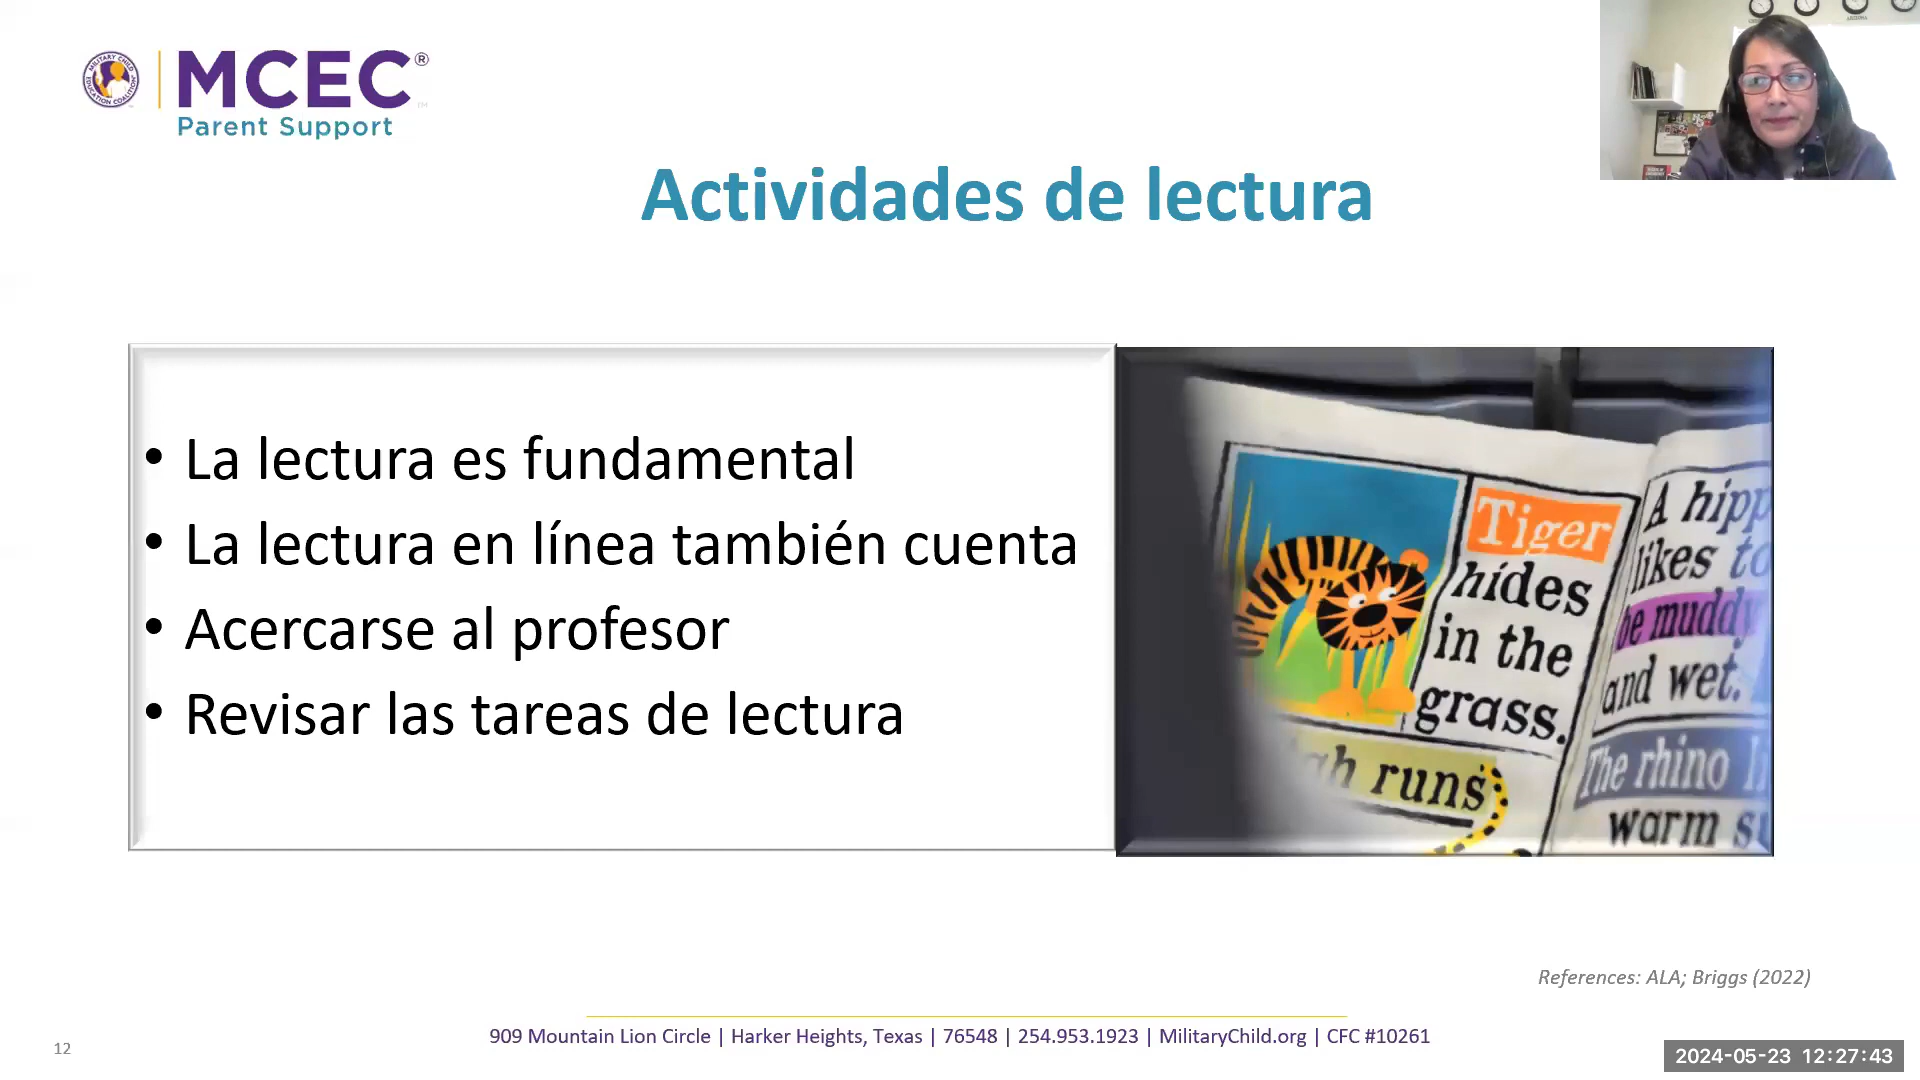 MCEC®
Parent Support
Actividades de lectura
• La lectura es fundamental
• La lectura en línea también cuenta
• Acercarse al profesor
• Revisar las tareas de lectura
Tiger
hides
in the
grass.
runs
A hipp
likes to
be muddy
and wet.
The rhino
warm
References: ALA; Briggs (2022)
909 Mountain Lion Circle | Harker Heights, Texas | 76548 | 254.953.1923 | MilitaryChild.org | CFC #10261
12
2024-05-23 12:27:43